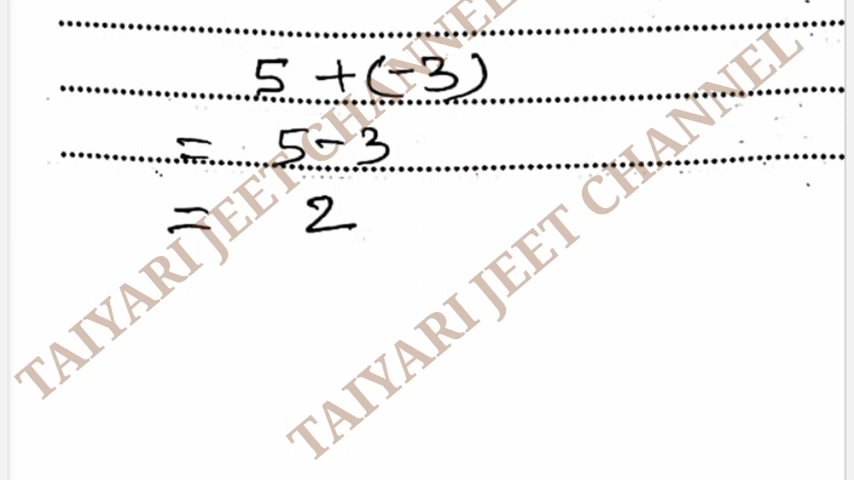 5 + (-3)
= 5 - 3
= 2
TAIYARI JEET CHANNEL
TAIYARI JEET CHANNEL